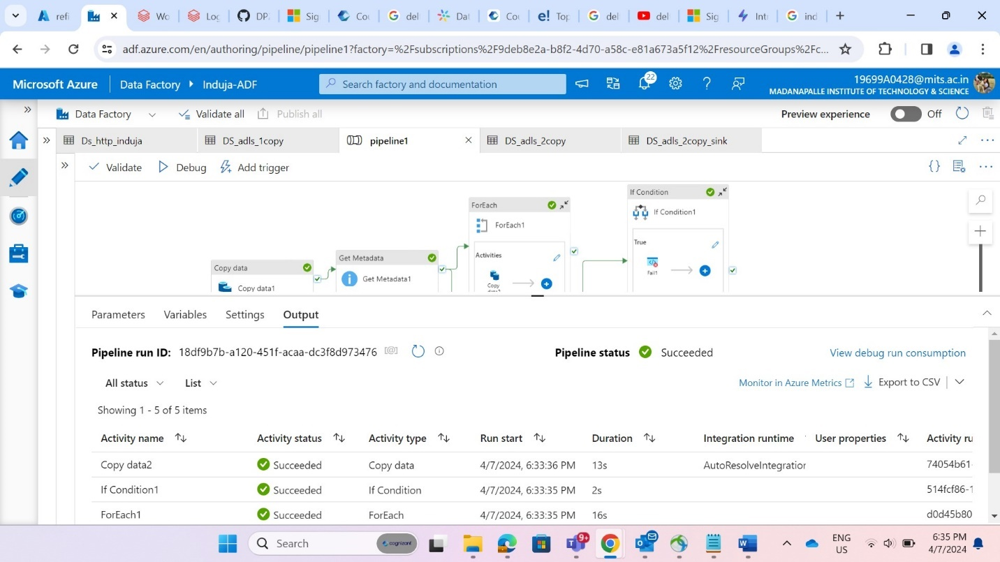 refi
Wo
Log
DP
Sig
Cou
del
Dat
Cou
Top
del
del
Sig
Intr
ind
adf.azure.com/en/authoring/pipeline/pipeline1?factory=%2Fsubscriptions%2F9deb8e2a-b8f2-4d70-a58c-e81a673a5f12%2FresourceGroups%2Fc...
Microsoft Azure
Data Factory
Induja-ADF
Search factory and documentation
22
19699A0428@mits.ac.in
MADANAPALLE INSTITUTE OF TECHNOLOGY & SCIENCE
Data Factory
Validate all
Publish all
Preview experience
Off
Ds_http_induja
DS_adls_1copy
pipeline1
DS_adls_2copy
DS_adls_2copy_sink
Validate
Debug
Add trigger
If Condition
If Condition1
ForEach
ForEach1
True
Activities
Get Metadata
Get Metadata1
Fail1
Copy data
Copy data1
Copy
data2
Parameters
Variables
Settings
Output
Pipeline run ID: 18df9b7b-a120-451f-acaa-dc3f8d973476
Pipeline status Succeeded
View debug run consumption
All status
List
Monitor in Azure Metrics
Export to CSV
Showing 1 - 5 of 5 items
Activity name Activity status Activity type Run start Duration Integration runtime User properties Activity ru
Copy data2 Succeeded Copy data 4/7/2024, 6:33:36 PM 13s AutoResolveIntegration 74054b61-
If Condition1 Succeeded If Condition 4/7/2024, 6:33:35 PM 2s 514fcf86-1
ForEach1 Succeeded ForEach 4/7/2024, 6:33:35 PM 16s d0d45b80
Search
cognizant
9+
ENG
US
6:35 PM
4/7/2024